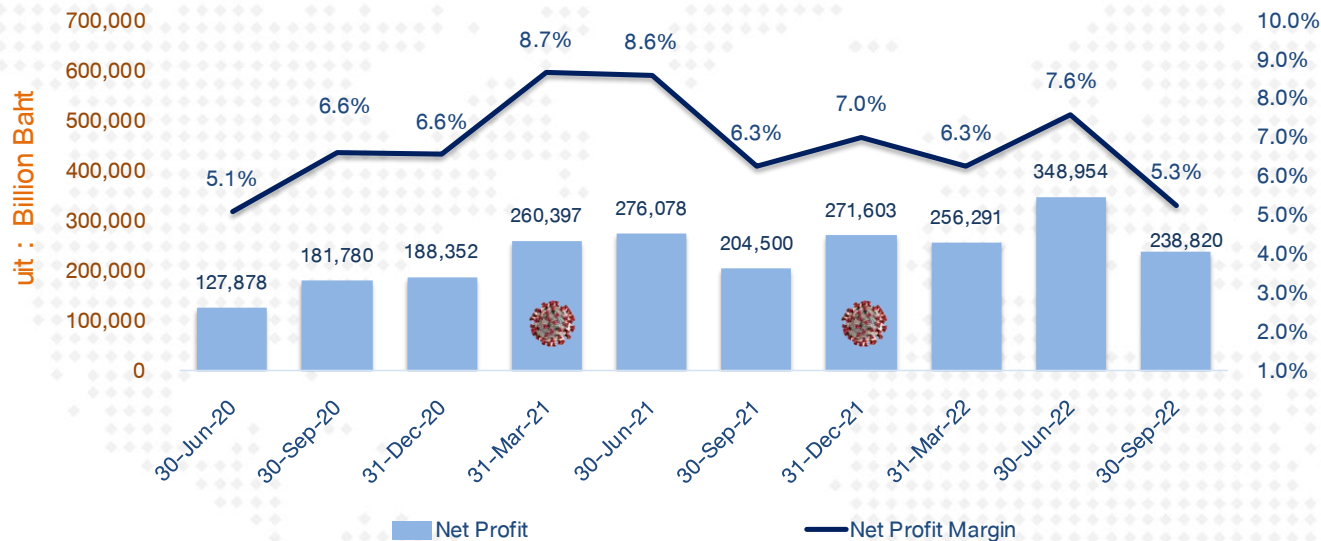 uit : Billion Baht
700,000
600,000
500,000
400,000
300,000
200,000
100,000
0
10.0%
9.0%
8.0%
7.0%
6.0%
5.0%
4.0%
3.0%
2.0%
1.0%
5.1%
6.6%
6.6%
8.7%
8.6%
6.3%
7.0%
6.3%
7.6%
5.3%
127,878
181,780
188,352
260,397
276,078
204,500
271,603
256,291
348,954
238,820
30-Jun-20
30-Sep-20
31-Dec-20
31-Mar-21
30-Jun-21
30-Sep-21
31-Dec-21
31-Mar-22
30-Jun-22
30-Sep-22
Net Profit
Net Profit Margin